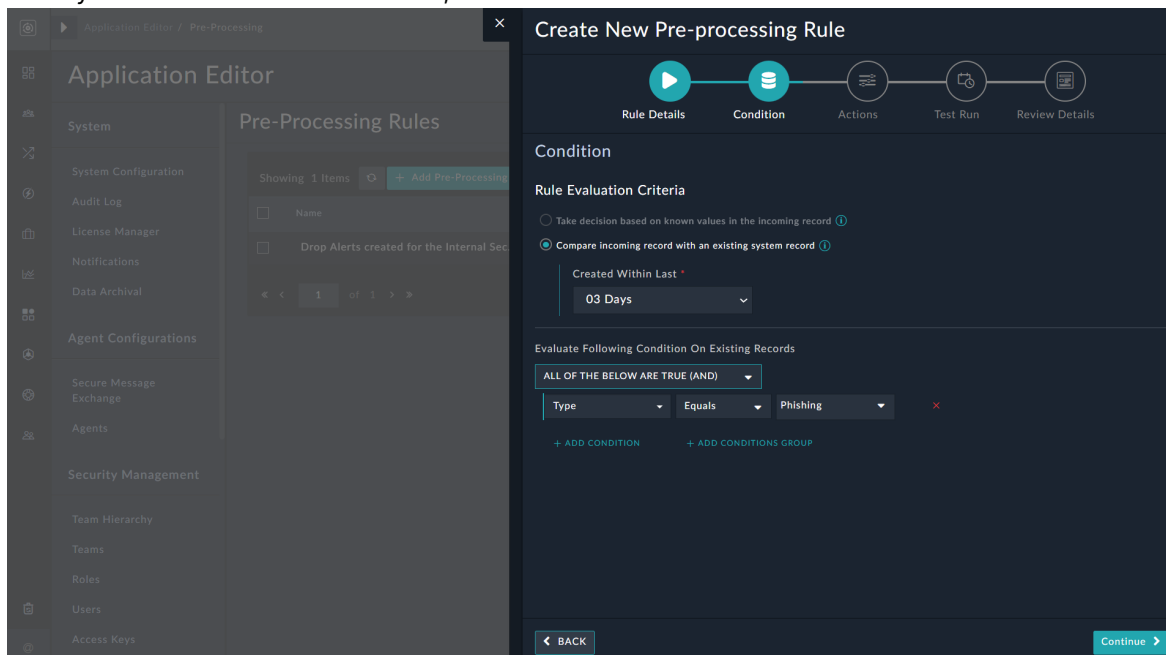 Application Editor / Pre-Processing
Application Editor
System
System Configuration
Audit Log
License Manager
Notifications
Data Archival
Agent Configurations
Secure Message
Exchange
Agents
Security Management
Team Hierarchy
Teams
Roles
Users
Access Keys
Pre-Processing Rules
Showing 1 Items
+ Add Pre-Processing
Name
Drop Alerts created for the Internal Sec
« < 1 of 1 > »
×
Create New Pre-processing Rule
Rule Details
Condition
Actions
Test Run
Review Details
Condition
Rule Evaluation Criteria
Take decision based on known values in the incoming record
Compare incoming record with an existing system record
Created Within Last *
03 Days
Evaluate Following Condition On Existing Records
ALL OF THE BELOW ARE TRUE (AND)
Type Equals Phishing ×
+ ADD CONDITION + ADD CONDITIONS GROUP
BACK
Continue